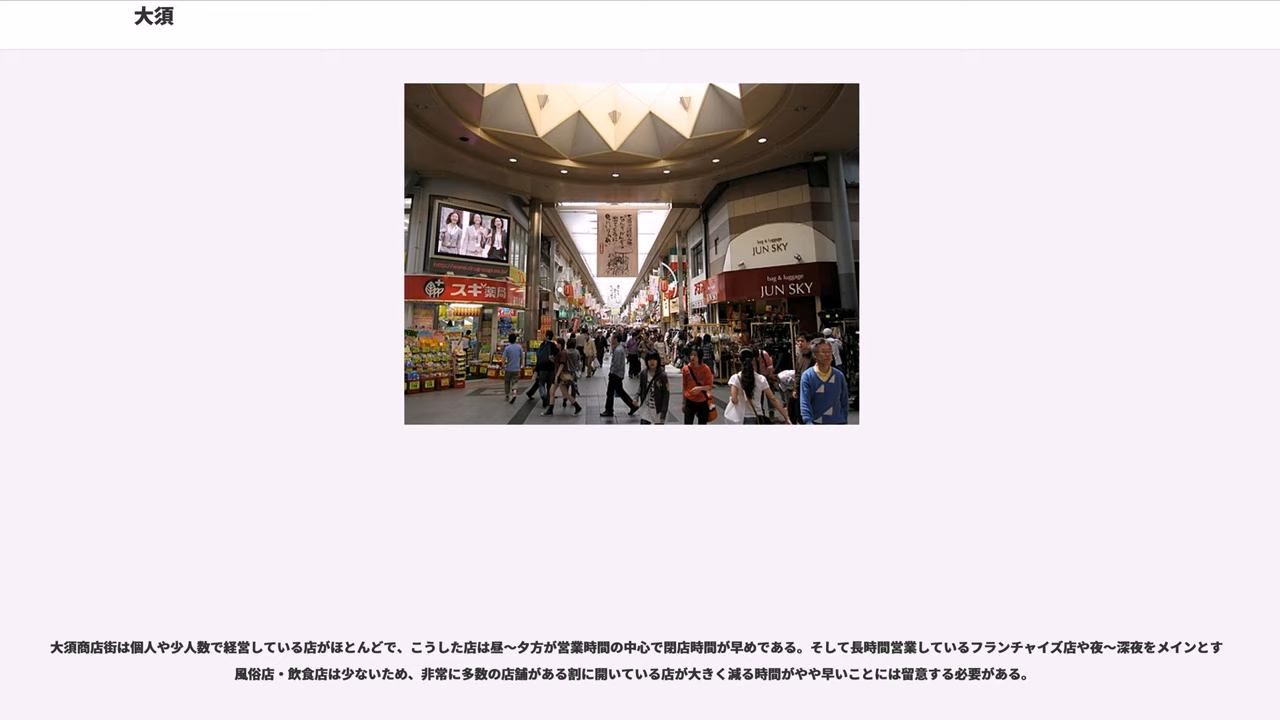 大須
http://www.drug-sugi.co.jp/
スギ薬局
bag & luggage
JUN SKY
bag & luggage
JUN SKY
大須商店街は個人や少人数で経営している店がほとんどで、こうした店は昼〜夕方が営業時間の中心で閉店時間が早めである。そして長時間営業しているフランチャイズ店や夜〜深夜をメインとす
風俗店・飲食店は少ないため、非常に多数の店舗がある割に開いている店が大きく減る時間がやや早いことには留意する必要がある。